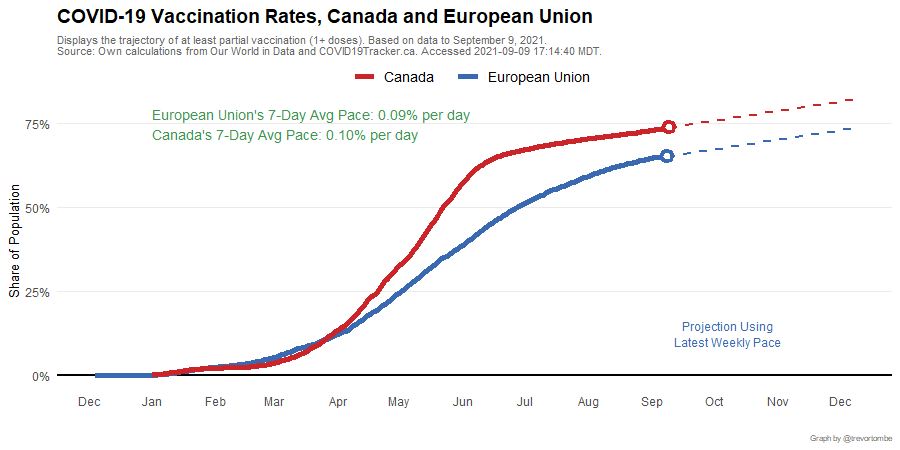 COVID-19 Vaccination Rates, Canada and European Union
Displays the trajectory of at least partial vaccination (1+ doses). Based on data to September 9, 2021.
Source: Own calculations from Our World in Data and COVID19Tracker.ca. Accessed 2021-09-09 17:14:40 MDT.
Canada European Union
European Union's 7-Day Avg Pace: 0.09% per day
Canada's 7-Day Avg Pace: 0.10% per day
75%
50%
25%
0%
Share of Population
Projection Using
Latest Weekly Pace
Dec Jan Feb Mar Apr May Jun Jul Aug Sep Oct Nov Dec
Graph by @trevortombe